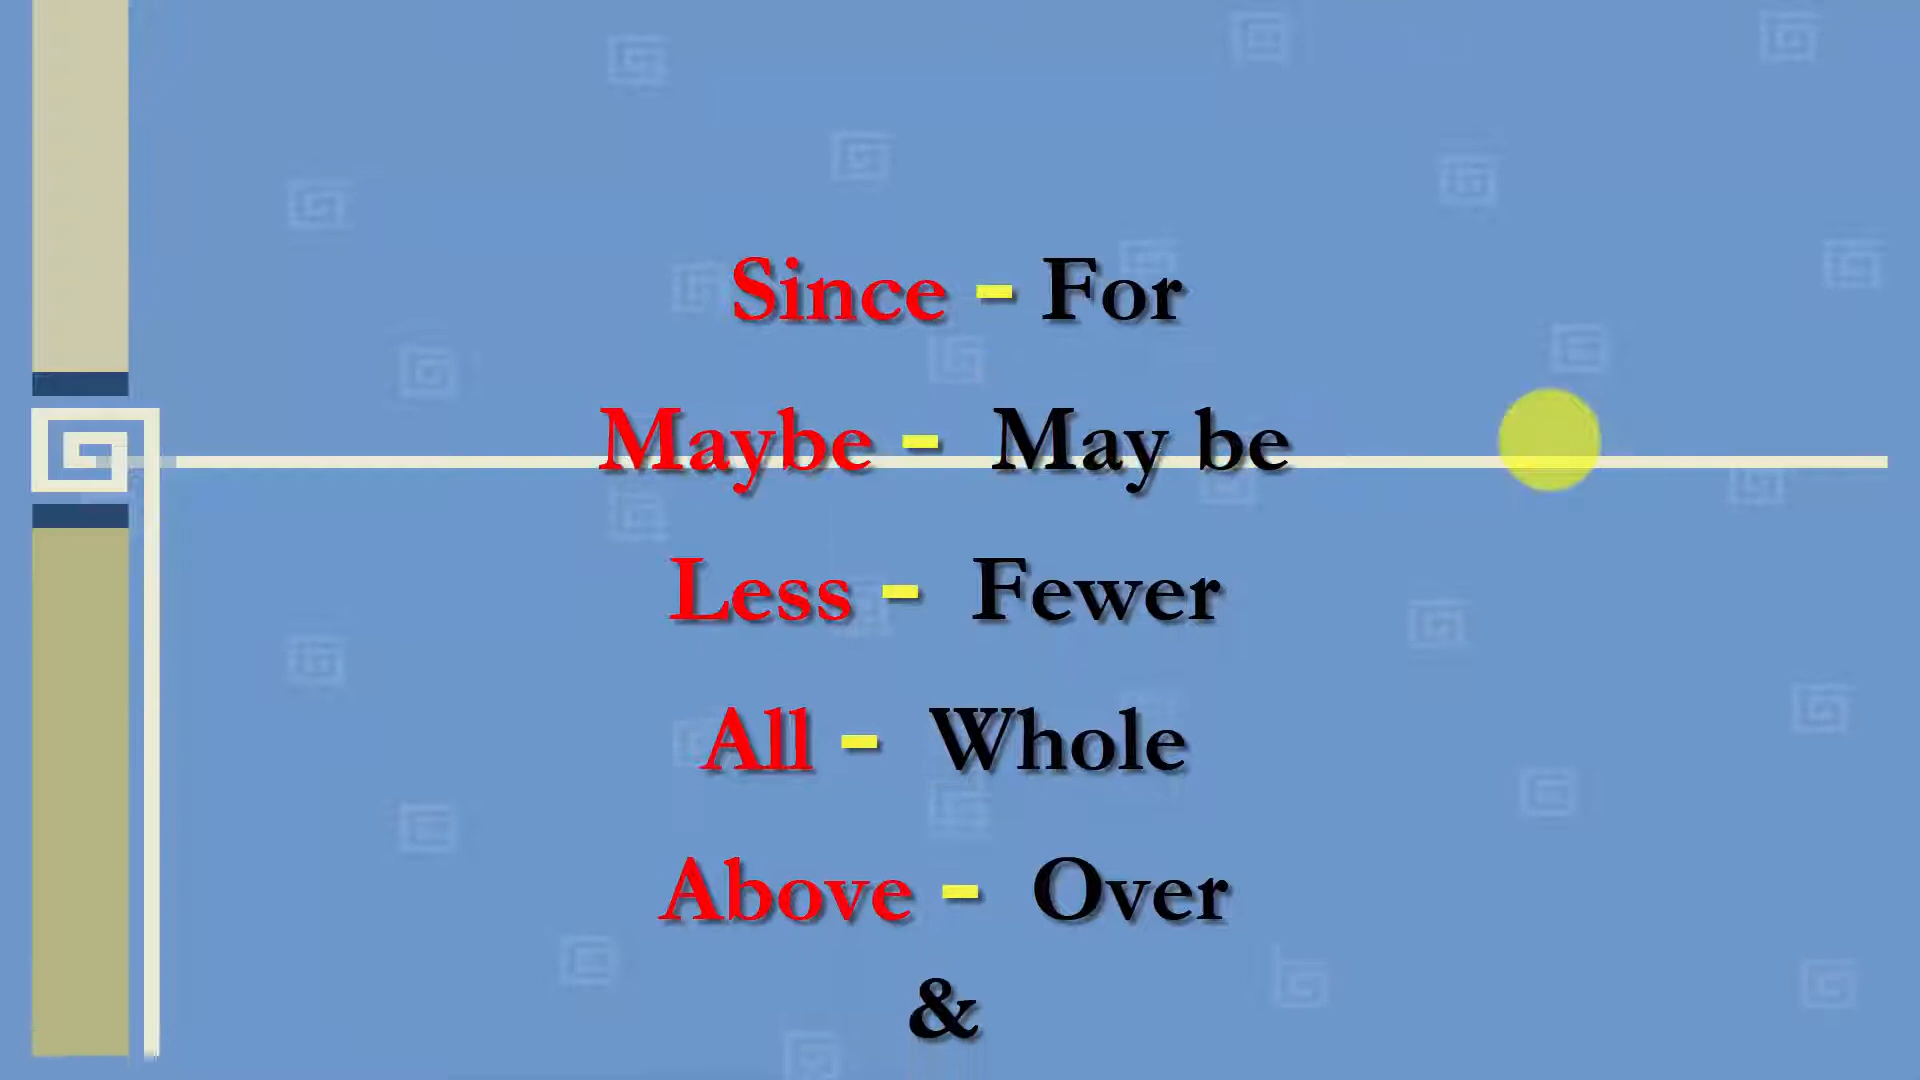 Since - For
Maybe - May be
Less - Fewer
All - Whole
Above - Over
&